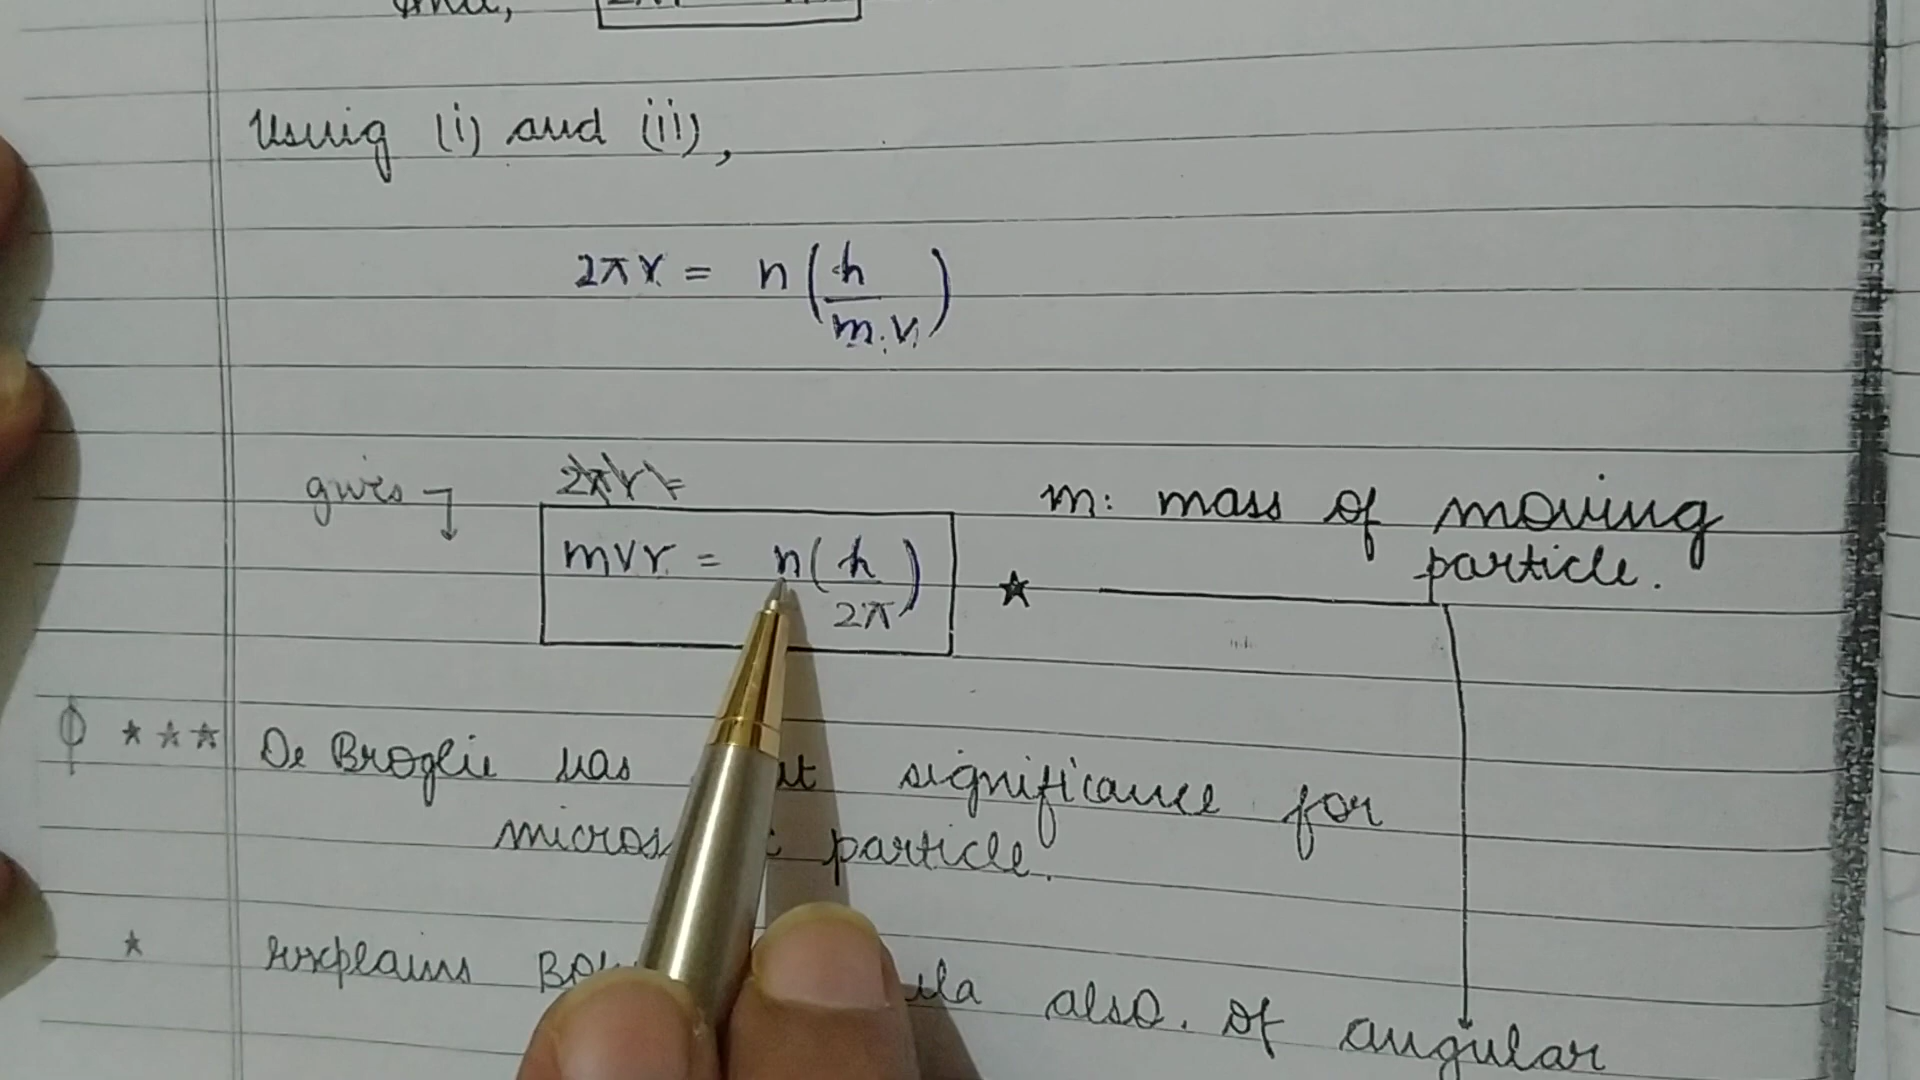 Using (i) and (ii),
2πr = n(h/m.v)
gives 2πr =
mvr = n(h/2π) ★ m: mass of moving
particle.
★★★ De Broglie has significance for
particle.
★ explains also. of angular